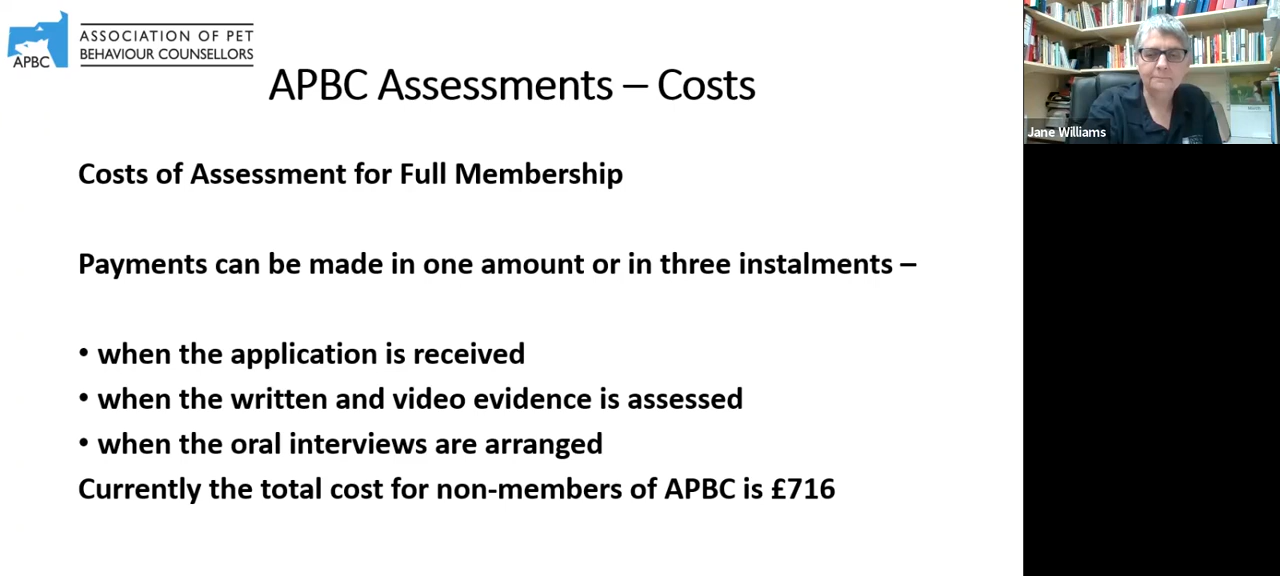 ASSOCIATION OF PET
BEHAVIOUR COUNSELLORS
APBC
APBC Assessments – Costs
Costs of Assessment for Full Membership
Payments can be made in one amount or in three instalments –
• when the application is received
• when the written and video evidence is assessed
• when the oral interviews are arranged
Currently the total cost for non-members of APBC is £716
Jane Williams